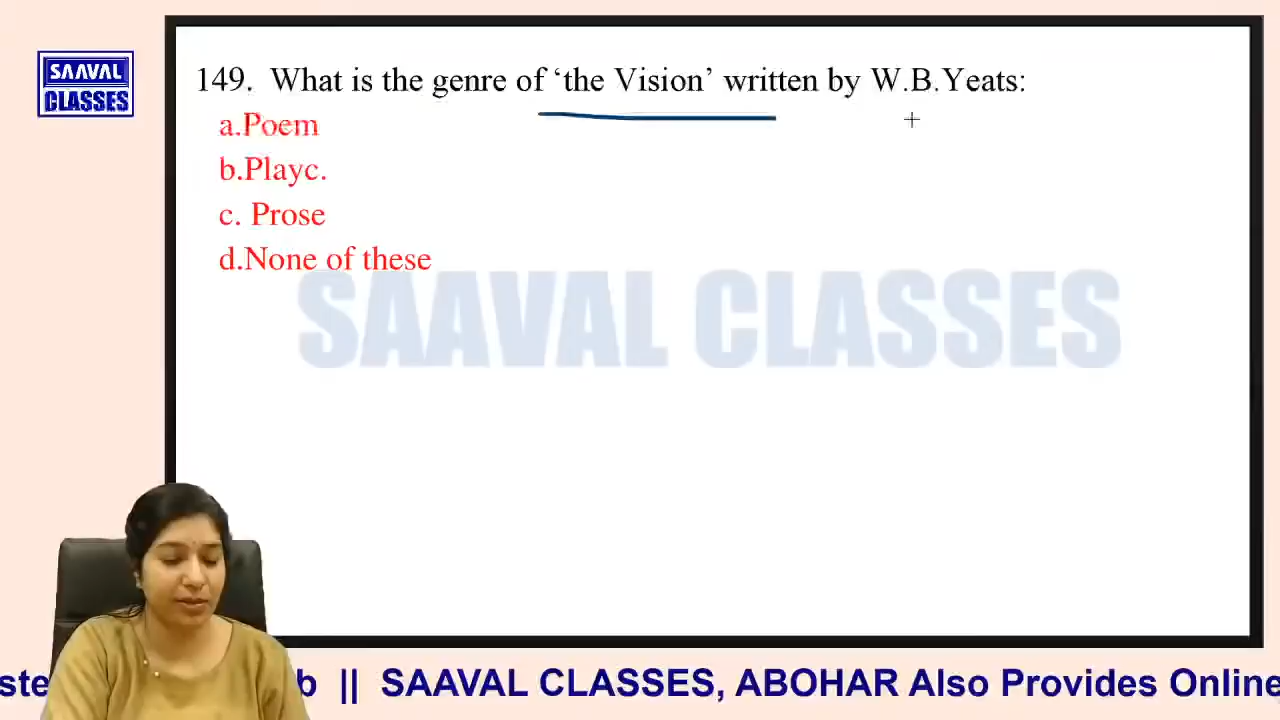 SAAVAL
CLASSES
149. What is the genre of ‘the Vision’ written by W.B.Yeats:
a.Poem
b.Playc.
c. Prose
d.None of these
SAAVAL CLASSES
b || SAAVAL CLASSES, ABOHAR Also Provides Online